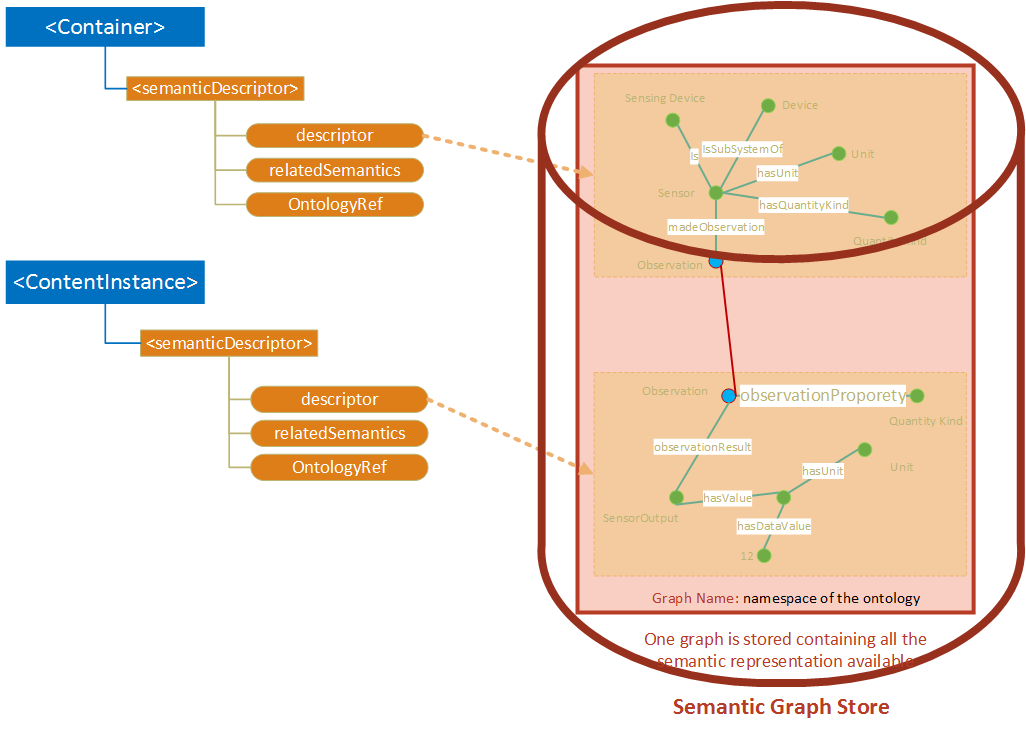 <Container>
<semanticDescriptor>
descriptor
relatedSemantics
OntologyRef
<ContentInstance>
<semanticDescriptor>
descriptor
relatedSemantics
OntologyRef
Sensing Device
Device
Is
IsSubSystemOf
Unit
hasUnit
Sensor
hasQuantityKind
madeObservation
Quantity Kind
Observation
Observation
observationProporety
Quantity Kind
observationResult
hasUnit
Unit
hasValue
SensorOutput
hasDataValue
12
Graph Name: namespace of the ontology
One graph is stored containing all the
semantic representation available
Semantic Graph Store